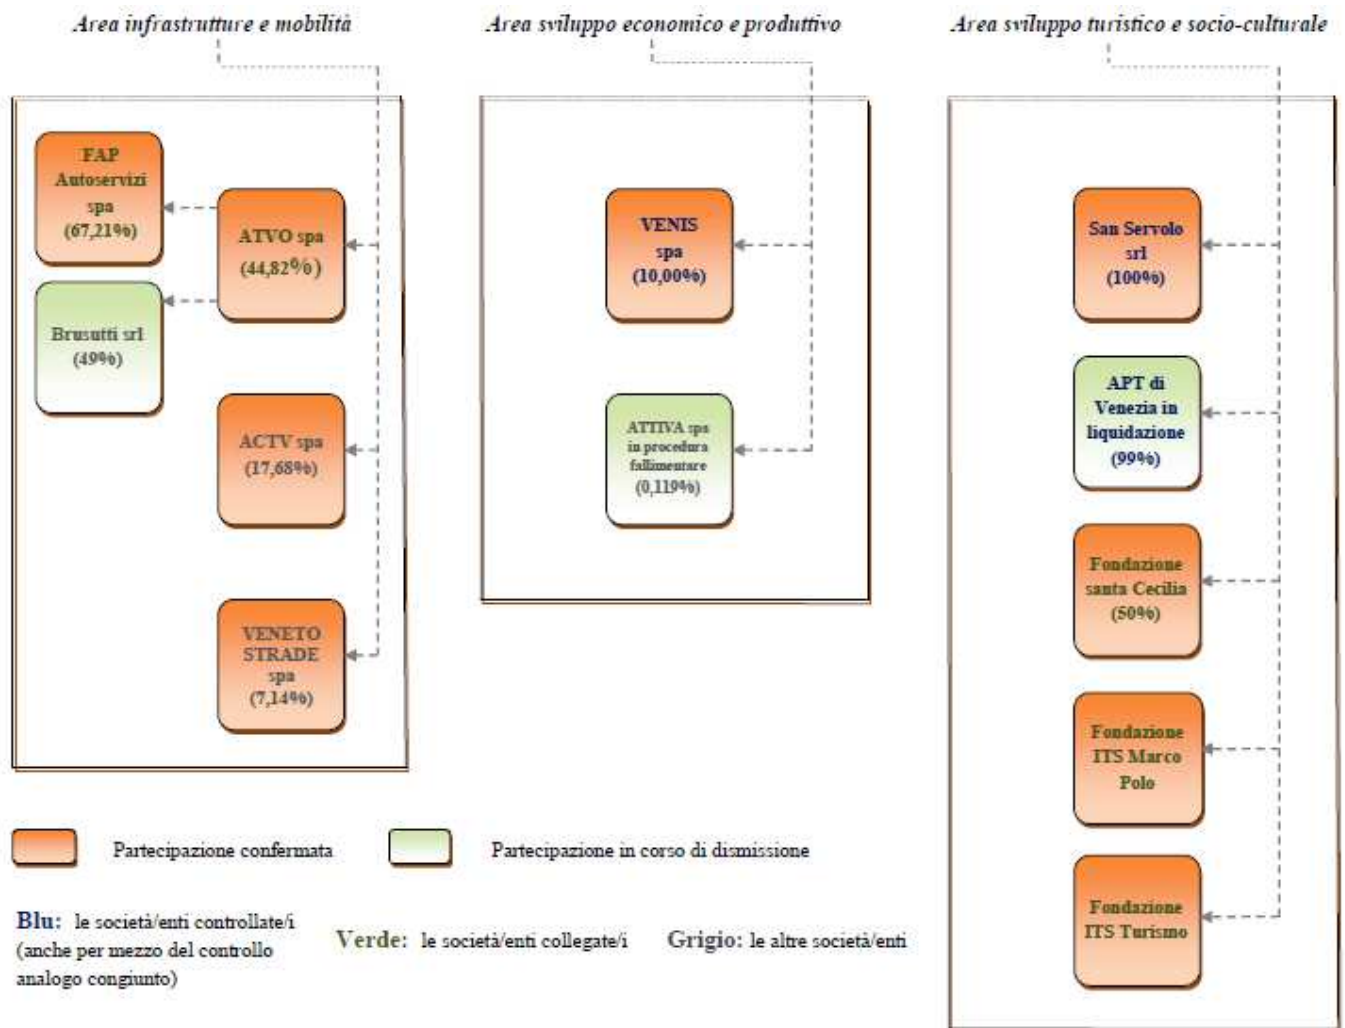 Area infrastrutture e mobilità
Area sviluppo economico e produttivo
Area sviluppo turistico e socio-culturale
FAP
Autoservizi
spa
(67,21%)
ATVO spa
(44,82%)
Brusutti srl
(49%)
ACTV spa
(17,68%)
VENETO
STRADE
spa
(7,14%)
VENIS
spa
(10,00%)
ATTIVA spa
in procedura
fallimentare
(0,119%)
San Servolo
srl
(100%)
APT di
Venezia in
liquidazione
(99%)
Fondazione
santa Cecilia
(50%)
Fondazione
ITS Marco
Polo
Fondazione
ITS Turismo
Partecipazione confermata
Partecipazione in corso di dismissione
Blu: le società/enti controllate/i
(anche per mezzo del controllo
analogo congiunto)
Verde: le società/enti collegate/i
Grigio: le altre società/enti